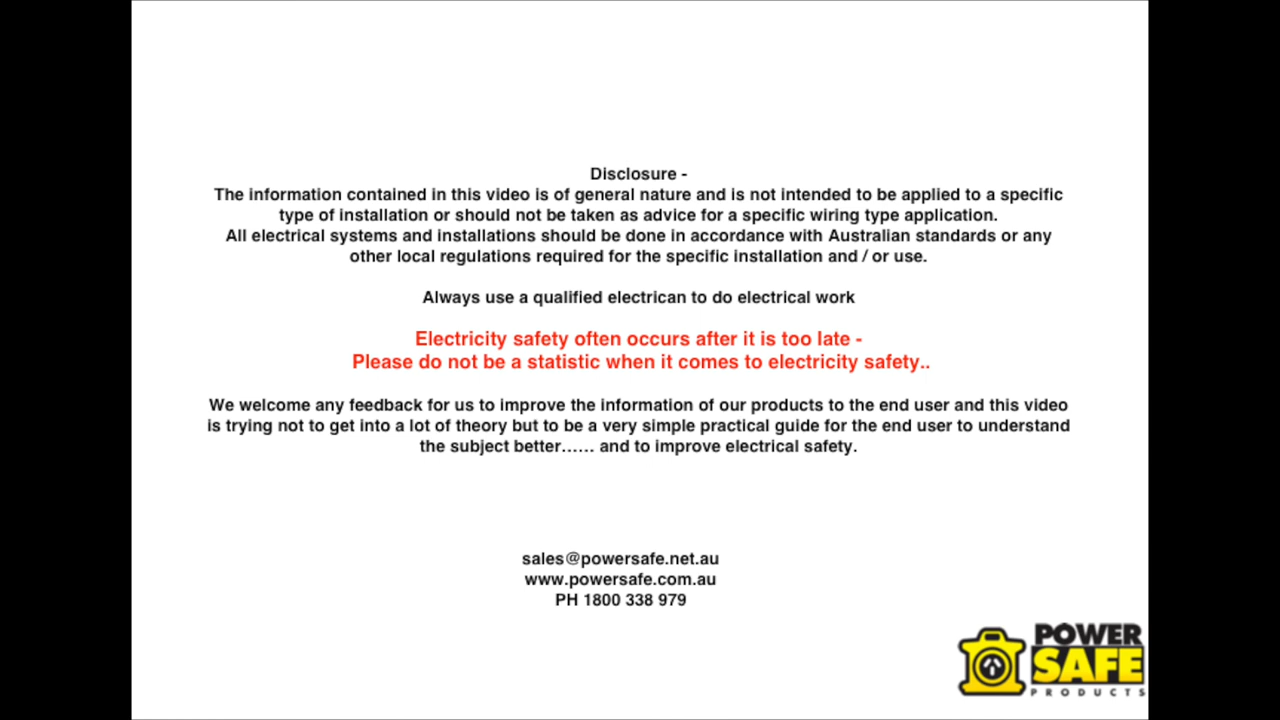 Disclosure -
The information contained in this video is of general nature and is not intended to be applied to a specific
type of installation or should not be taken as advice for a specific wiring type application.
All electrical systems and installations should be done in accordance with Australian standards or any
other local regulations required for the specific installation and / or use.
Always use a qualified electrican to do electrical work
Electricity safety often occurs after it is too late -
Please do not be a statistic when it comes to electricity safety..
We welcome any feedback for us to improve the information of our products to the end user and this video
is trying not to get into a lot of theory but to be a very simple practical guide for the end user to understand
the subject better...... and to improve electrical safety.
sales@powersafe.net.au
www.powersafe.com.au
PH 1800 338 979
POWER
SAFE
PRODUCTS